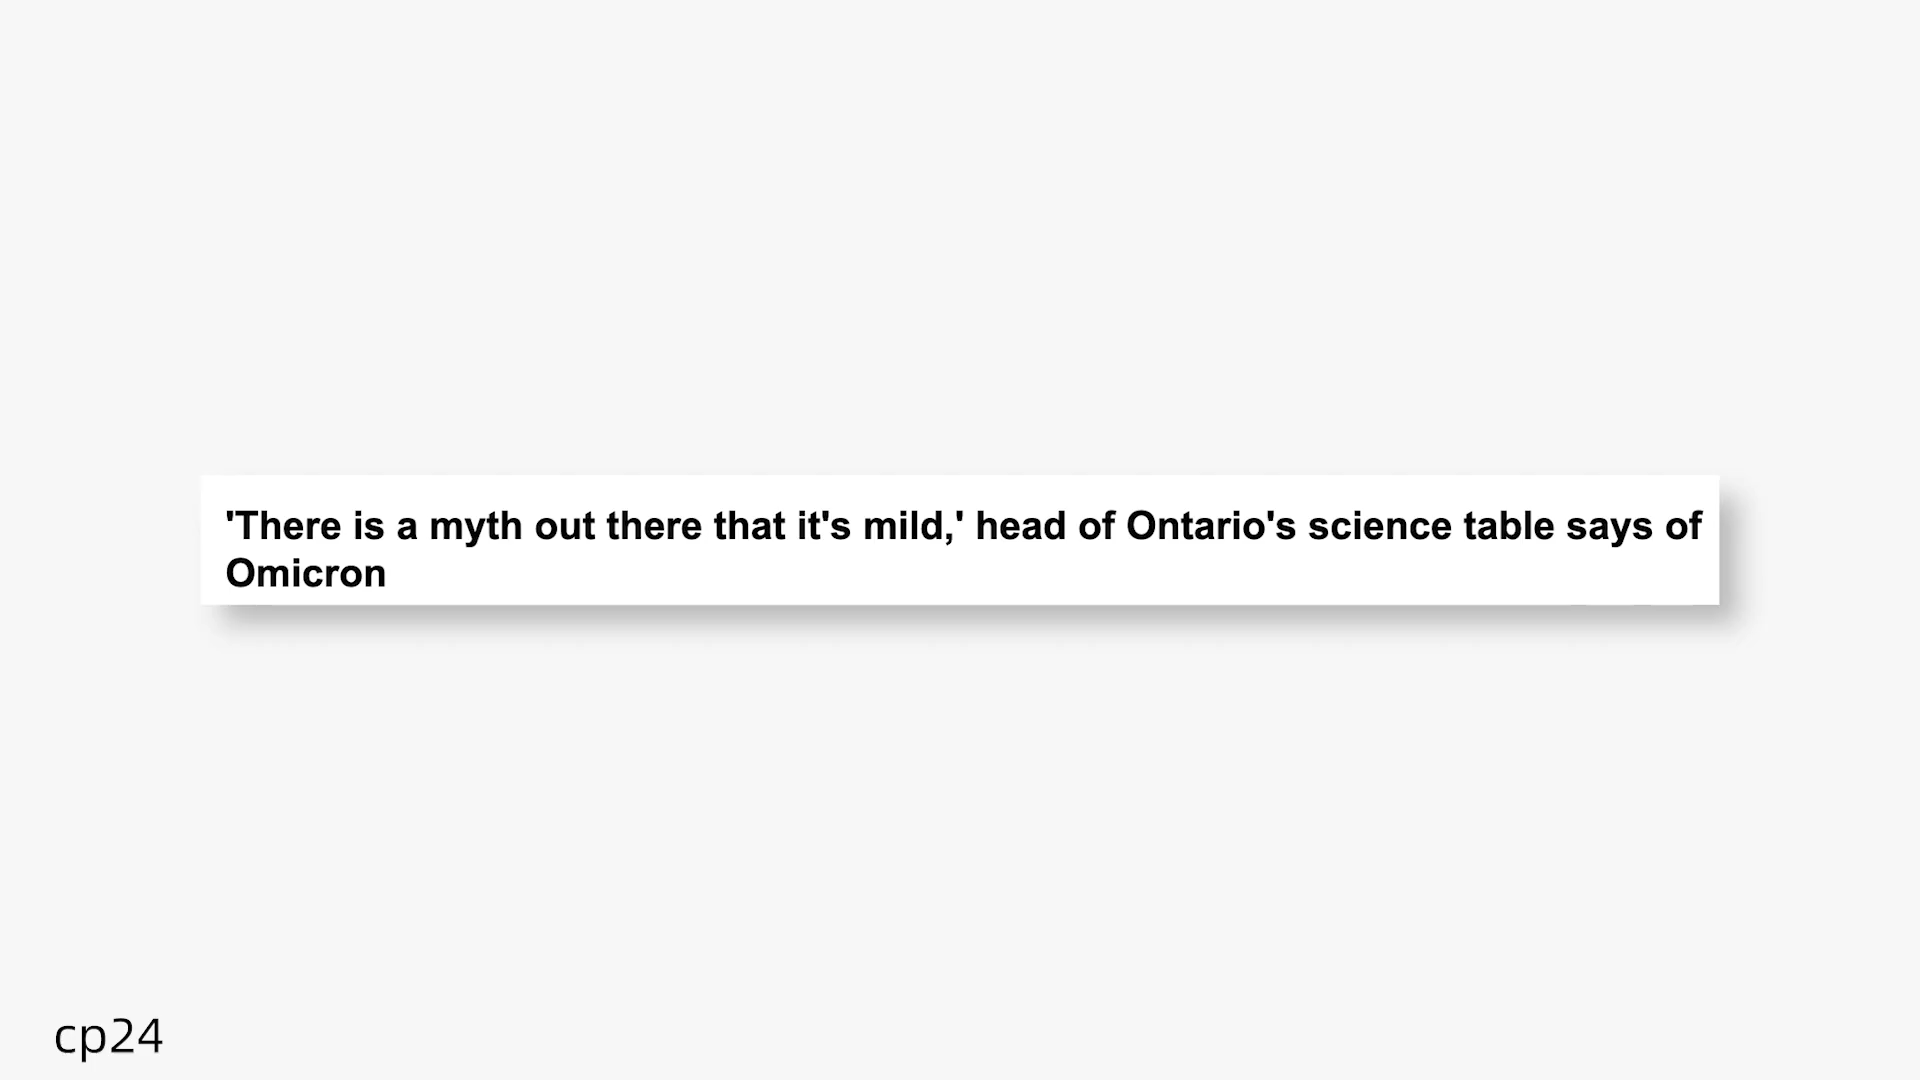 'There is a myth out there that it's mild,' head of Ontario's science table says of
Omicron
cp24